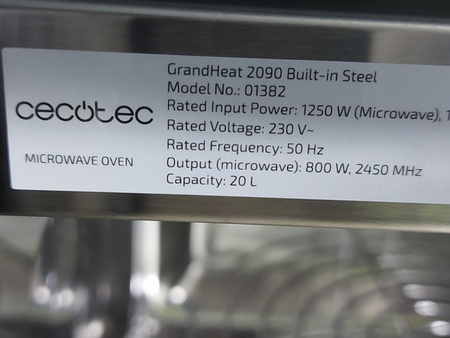 cecotec
MICROWAVE OVEN
GrandHeat 2090 Built-in Steel
Model No.: 01382
Rated Input Power: 1250 W (Microwave), 1
Rated Voltage: 230 V~
Rated Frequency: 50 Hz
Output (microwave): 800 W, 2450 MHz
Capacity: 20 L